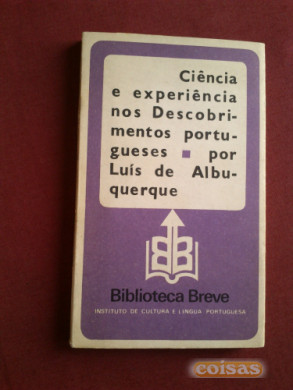 Ciência
e experiência
nos Descobri-
mentos portu-
gueses ▪ por
Luís de Albu-
querque
Biblioteca Breve
INSTITUTO DE CULTURA E LÍNGUA PORTUGUESA
coisas